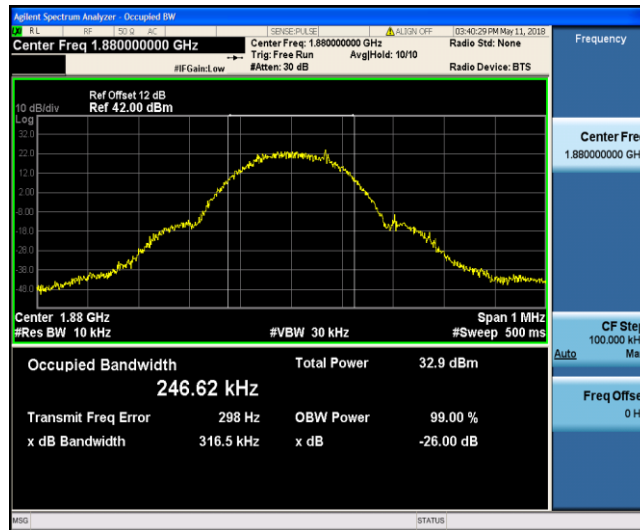 Agilent Spectrum Analyzer - Occupied BW
RL RF 50 Ω AC SENSE:PULSE ALIGN OFF 03:40:29 PM May 11, 2018
Center Freq 1.880000000 GHz
Center Freq: 1.880000000 GHz
Radio Std: None
Trig: Free Run Avg|Hold: 10/10
#IFGain:Low
#Atten: 30 dB
Radio Device: BTS
Ref Offset 12 dB
10 dB/div Ref 42.00 dBm
Log
32.0
22.0
12.0
2.00
-8.00
-18.0
-28.0
-38.0
-48.0
Center 1.88 GHz Span 1 MHz
#Res BW 10 kHz #VBW 30 kHz #Sweep 500 ms
Occupied Bandwidth Total Power 32.9 dBm
246.62 kHz
Transmit Freq Error 298 Hz OBW Power 99.00 %
x dB Bandwidth 316.5 kHz x dB -26.00 dB
MSG STATUS
Frequency
Center Fre
1.880000000 GH
CF Step
100.000 kH
Auto Ma
Freq Offse
0 H